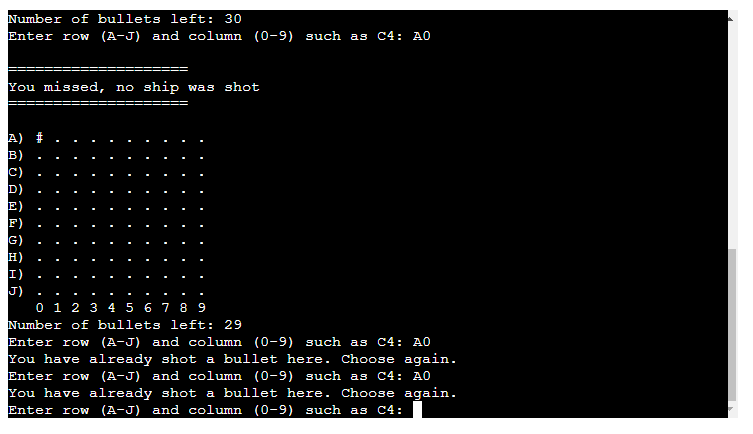 Number of bullets left: 30
Enter row (A-J) and column (0-9) such as C4: A0
====================
You missed, no ship was shot
====================
A) # . . . . . . . . .
B) . . . . . . . . . .
C) . . . . . . . . . .
D) . . . . . . . . . .
E) . . . . . . . . . .
F) . . . . . . . . . .
G) . . . . . . . . . .
H) . . . . . . . . . .
I) . . . . . . . . . .
J) . . . . . . . . . .
0 1 2 3 4 5 6 7 8 9
Number of bullets left: 29
Enter row (A-J) and column (0-9) such as C4: A0
You have already shot a bullet here. Choose again.
Enter row (A-J) and column (0-9) such as C4: A0
You have already shot a bullet here. Choose again.
Enter row (A-J) and column (0-9) such as C4: